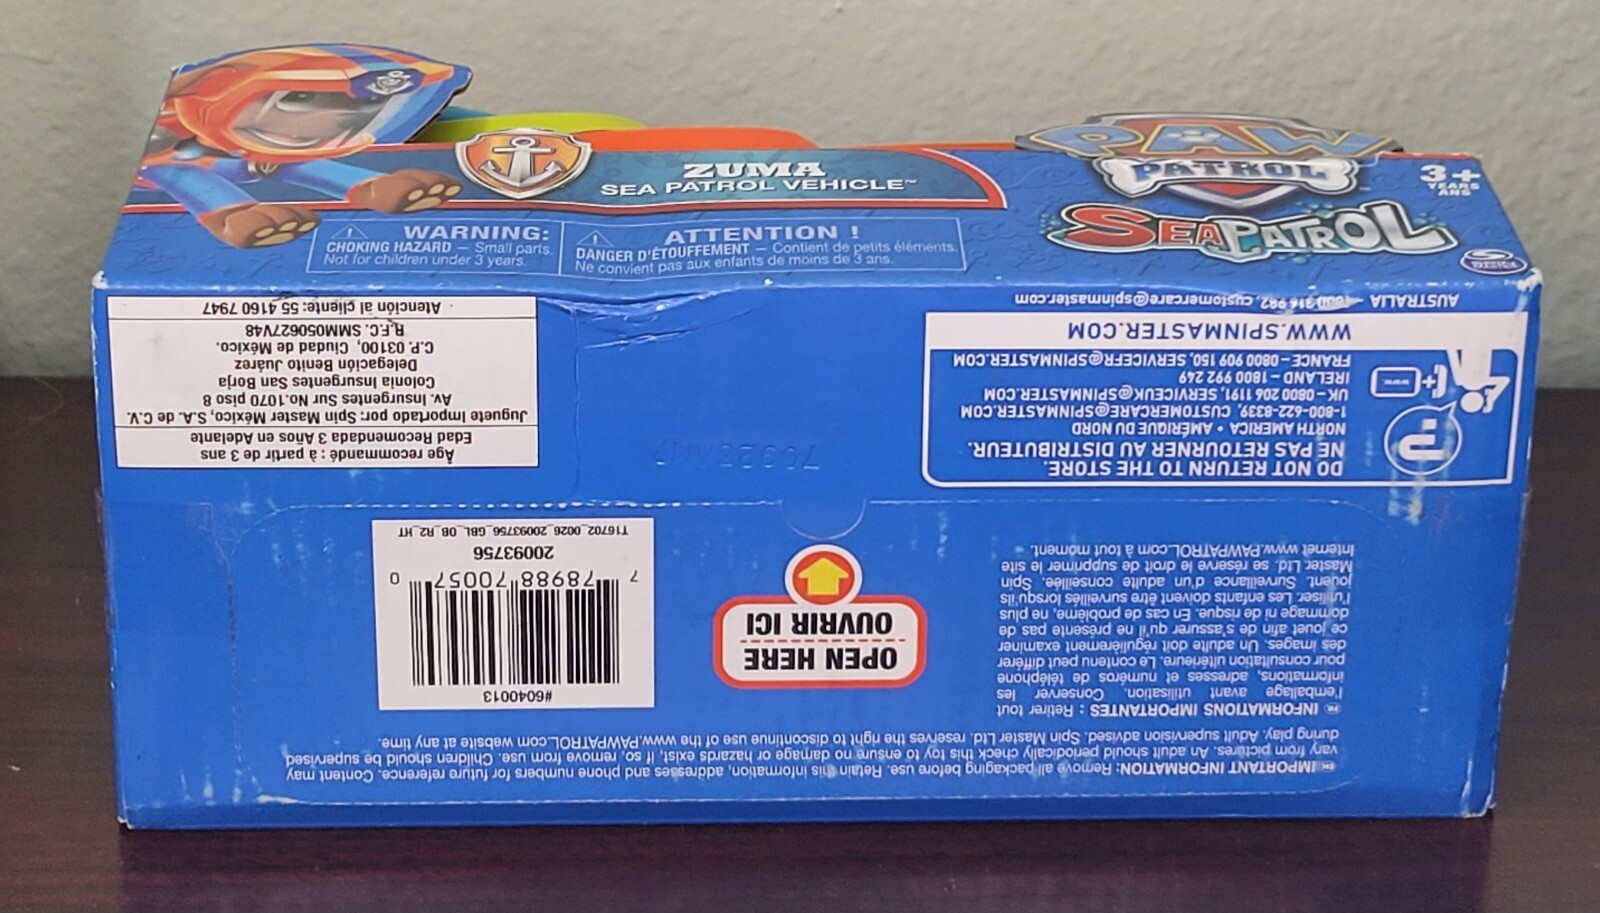 ZUMA
SEA PATROL VEHICLE™
PAW
PATROL
™
SEA PATROL
3+
YEARS
ANS
WARNING:
CHOKING HAZARD — Small parts.
Not for children under 3 years.
ATTENTION !
DANGER D'ÉTOUFFEMENT — Contient de petits éléments.
Ne convient pas aux enfants de moins de 3 ans.
EN IMPORTANT INFORMATION: Remove all packaging before use. Retain this information, addresses and phone numbers for future reference. Content may
vary from pictures. An adult should periodically check this toy to ensure no damage or hazards exist, if so, remove from use. Children should be supervised
during play. Adult supervision advised. Spin Master Ltd. reserves the right to discontinue use of the www.PAWPATROL.com website at any time.
FR INFORMATIONS IMPORTANTES : Retirer tout
l'emballage avant utilisation. Conserver les
informations, adresses et numéros de téléphone
pour consultation ultérieure. Le contenu peut différer
des images. Un adulte doit régulièrement examiner
ce jouet afin de s'assurer qu'il ne présente pas de
dommage ni de risque. En cas de problème, ne plus
l'utiliser. Les enfants doivent être surveillés lorsqu'ils
jouent. Surveillance d'un adulte conseillée. Spin
Master Ltd. se réserve le droit de supprimer le site
Internet www.PAWPATROL.com à tout moment.
OPEN HERE
OUVRIR ICI
#6040013
7 78988 70057 0
20093756
T16702_0026_20093756_GBL_OB_R2_HT
DO NOT RETURN TO THE STORE.
NE PAS RETOURNER AU DISTRIBUTEUR.
NORTH AMERICA • AMÉRIQUE DU NORD
1-800-622-8339, CUSTOMERCARE@SPINMASTER.COM
UK – 0800 206 1191, SERVICEUK@SPINMASTER.COM
IRELAND – 1800 992 249
FRANCE – 0800 909 150, SERVICEFR@SPINMASTER.COM
www
WWW.SPINMASTER.COM
AUSTRALIA – 1800 316 982, customercare@spinmaster.com
Âge recommandé : à partir de 3 ans
Edad Recomendada 3 Años en Adelante
Juguete Importado por: Spin Master México, S.A. de C.V.
Av. Insurgentes Sur No.1070 piso 8
Colonia Insurgentes San Borja
Delegación Benito Juárez
C.P. 03100, Ciudad de México.
R.F.C. SMM050627V48
Atención al cliente: 55 4160 7947